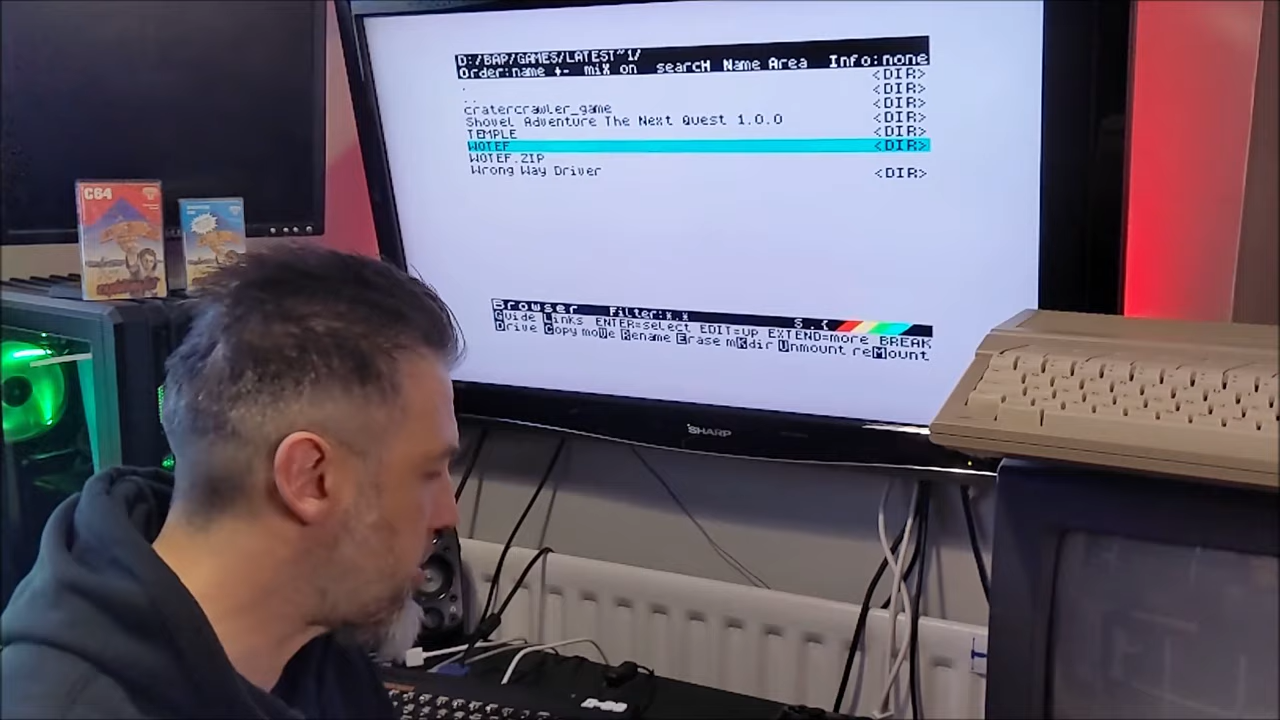 D:/BAP/GAMES/LATEST~1/
Order:name +- miX on searcH Name Area Info:none
. <DIR>
.. <DIR>
cratercrawler_game <DIR>
Shovel Adventure The Next Quest 1.0.0 <DIR>
TEMPLE <DIR>
WOTEF <DIR>
WOTEF.ZIP
Wrong Way Driver <DIR>
Browser Filter:*.*
Guide Links ENTER=select EDIT=up EXTEND=more BREAK
Drive Copy moVe Rename Erase mKdir Unmount reMount
SHARP
C64